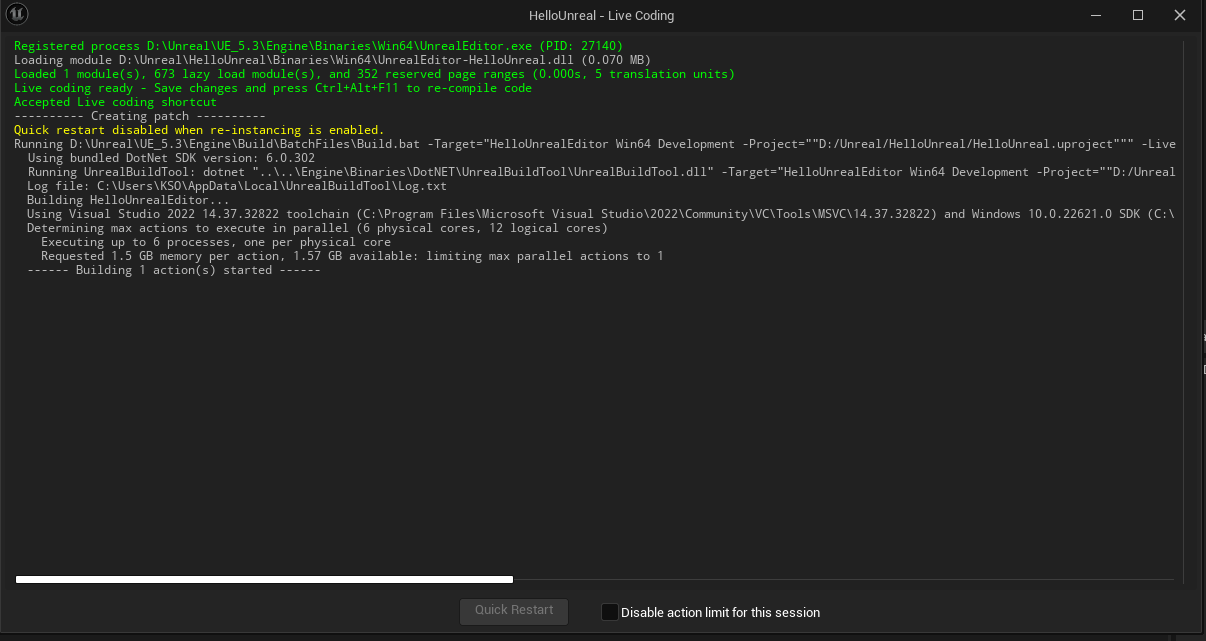 HelloUnreal - Live Coding
Registered process D:\Unreal\UE_5.3\Engine\Binaries\Win64\UnrealEditor.exe (PID: 27140)
Loading module D:\Unreal\HelloUnreal\Binaries\Win64\UnrealEditor-HelloUnreal.dll (0.070 MB)
Loaded 1 module(s), 673 lazy load module(s), and 352 reserved page ranges (0.000s, 5 translation units)
Live coding ready - Save changes and press Ctrl+Alt+F11 to re-compile code
Accepted Live coding shortcut
---------- Creating patch ----------
Quick restart disabled when re-instancing is enabled.
Running D:\Unreal\UE_5.3\Engine\Build\BatchFiles\Build.bat -Target="HelloUnrealEditor Win64 Development -Project=""D:/Unreal/HelloUnreal/HelloUnreal.uproject""" -Live
Using bundled DotNet SDK version: 6.0.302
Running UnrealBuildTool: dotnet "..\..\Engine\Binaries\DotNET\UnrealBuildTool\UnrealBuildTool.dll" -Target="HelloUnrealEditor Win64 Development -Project=""D:/Unreal
Log file: C:\Users\KSO\AppData\Local\UnrealBuildTool\Log.txt
Building HelloUnrealEditor...
Using Visual Studio 2022 14.37.32822 toolchain (C:\Program Files\Microsoft Visual Studio\2022\Community\VC\Tools\MSVC\14.37.32822) and Windows 10.0.22621.0 SDK (C:\
Determining max actions to execute in parallel (6 physical cores, 12 logical cores)
Executing up to 6 processes, one per physical core
Requested 1.5 GB memory per action, 1.57 GB available: limiting max parallel actions to 1
------ Building 1 action(s) started ------
Quick Restart
Disable action limit for this session